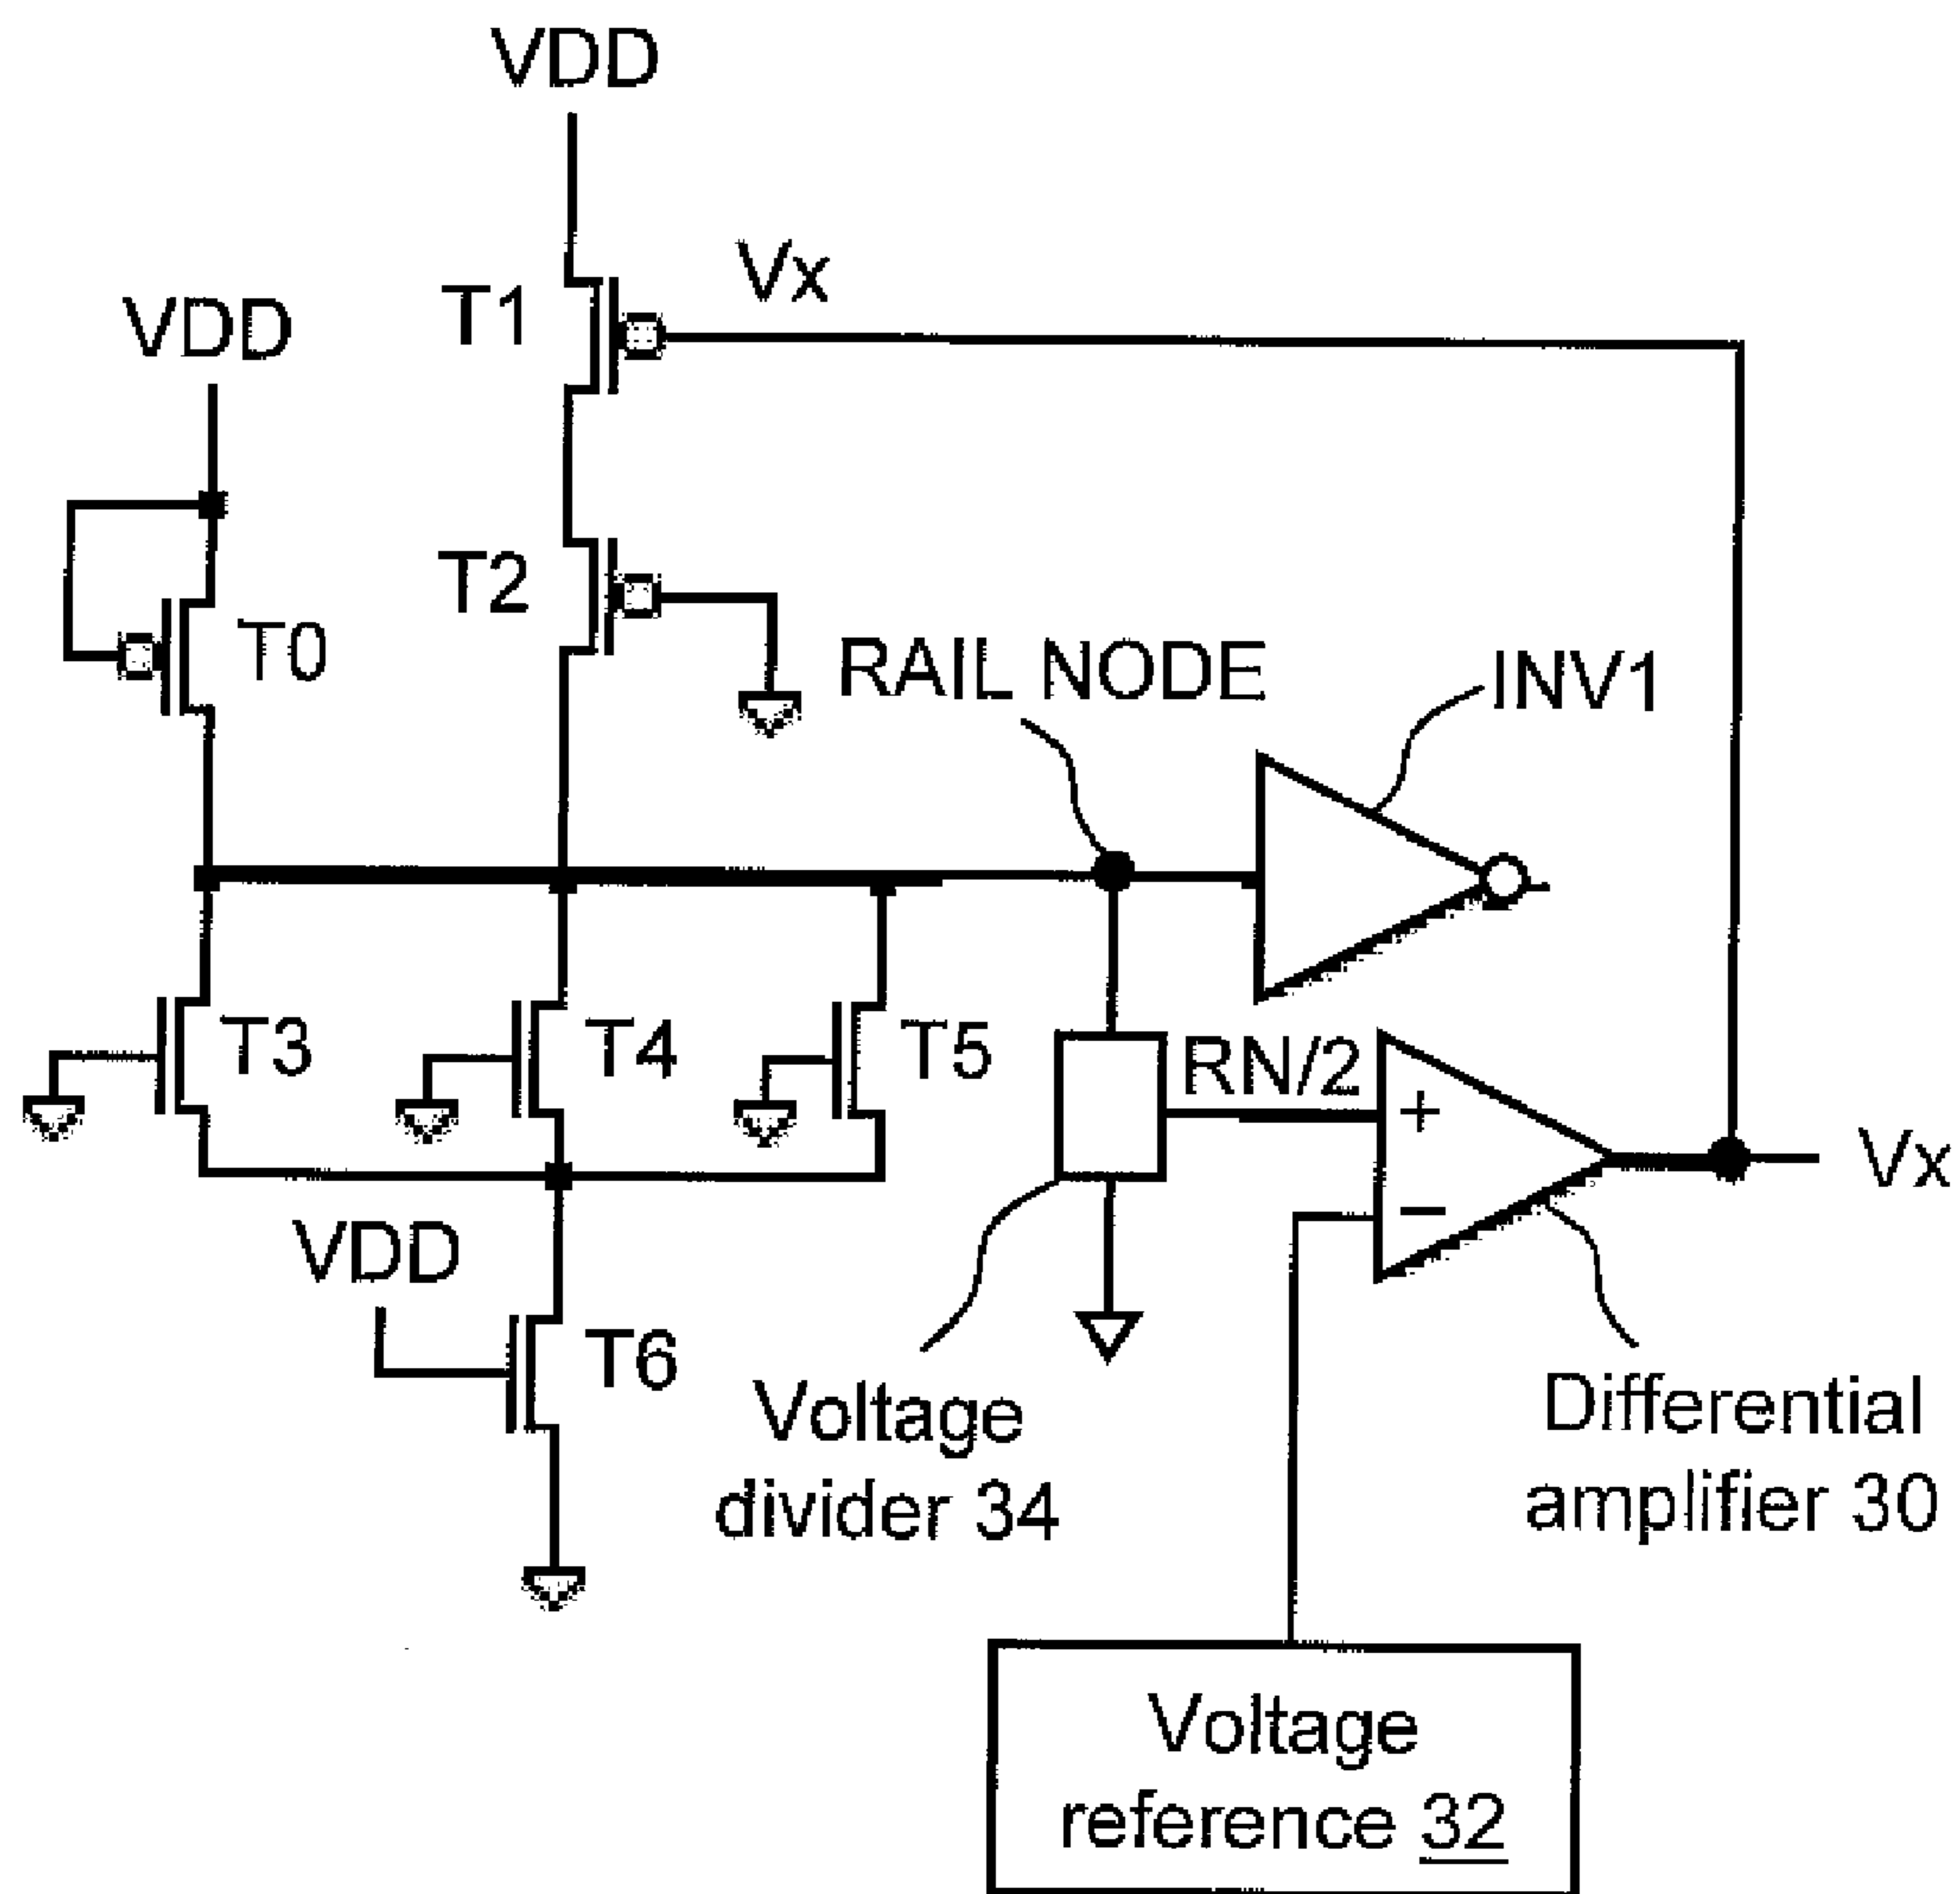 VDD
Vx
T1
VDD
T2
T0
RAIL NODE
INV1
T3
T4
T5
RN/2
+
Vx
−
VDD
T6
Voltage
divider 34
Differential
amplifier 30
Voltage
reference 32